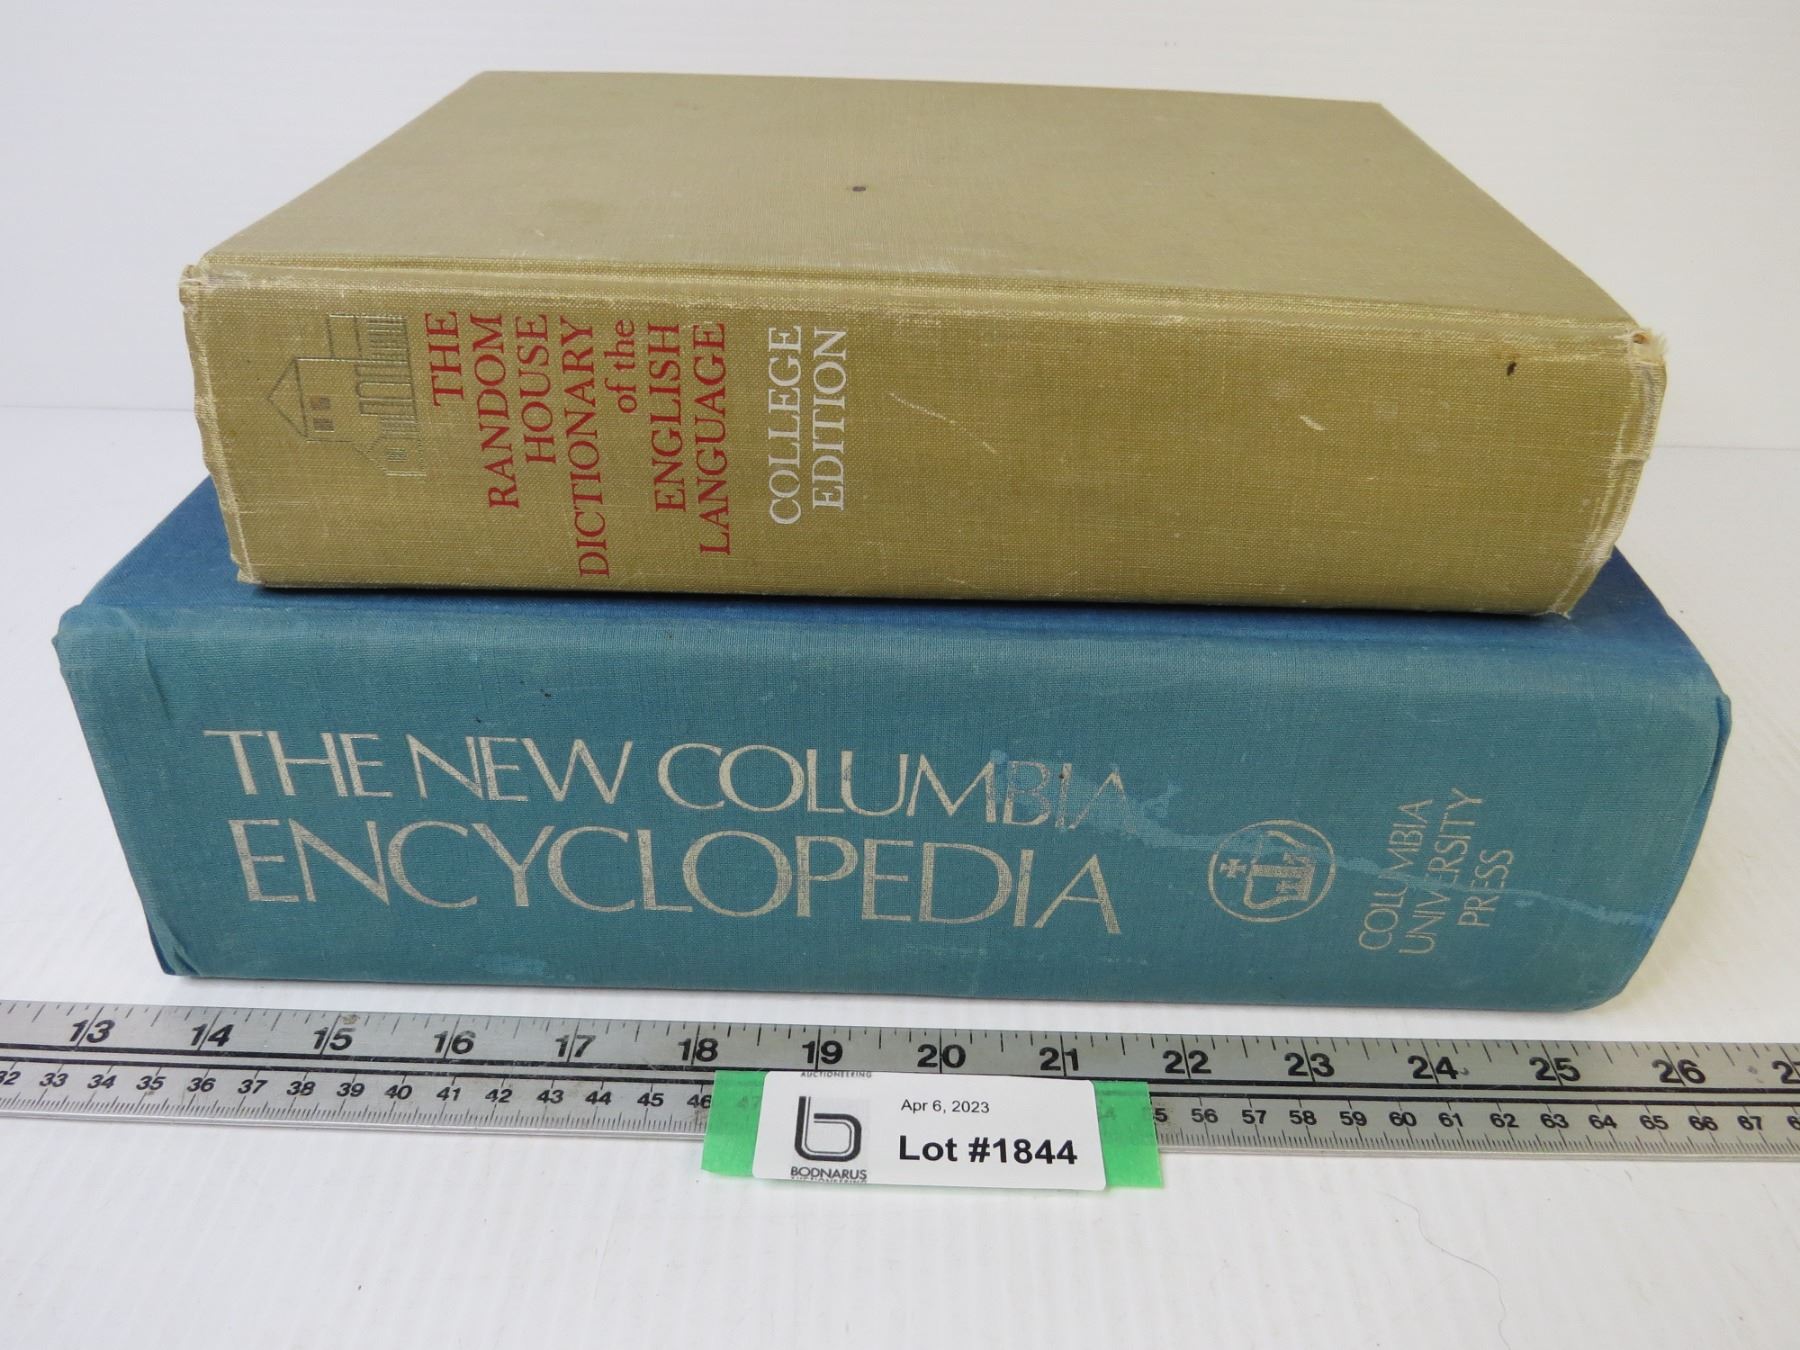 THE
RANDOM
HOUSE
DICTIONARY
of the
ENGLISH
LANGUAGE
COLLEGE
EDITION
THE NEW COLUMBIA
ENCYCLOPEDIA
COLUMBIA
UNIVERSITY
PRESS
13 14 15 16 17 18 19 20 21 22 23 24 25 26
33 34 35 36 37 38 39 40 41 42 43 44 45 46 56 57 58 59 60 61 62 63 64 65 66 67
AUCTIONEERING
Apr 6, 2023
Lot #1844
BODNARUS
AUCTIONEERING